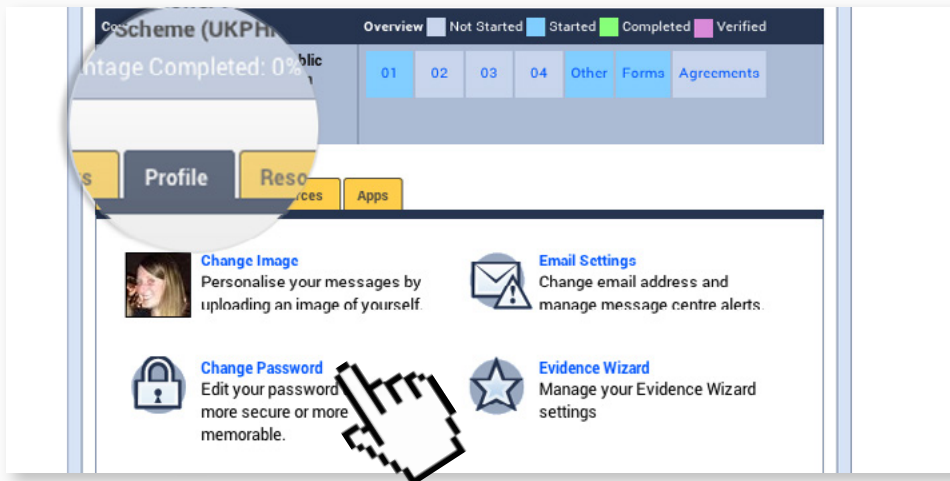 Scheme (UKPH
Overview Not Started Started Completed Verified
ntage Completed: 0%
blic
01 02 03 04 Other Forms Agreements
s Profile Reso
rces Apps
Change Image
Personalise your messages by
uploading an image of yourself.
Email Settings
Change email address and
manage message centre alerts.
Change Password
Edit your password
more secure or more
memorable.
Evidence Wizard
Manage your Evidence Wizard
settings